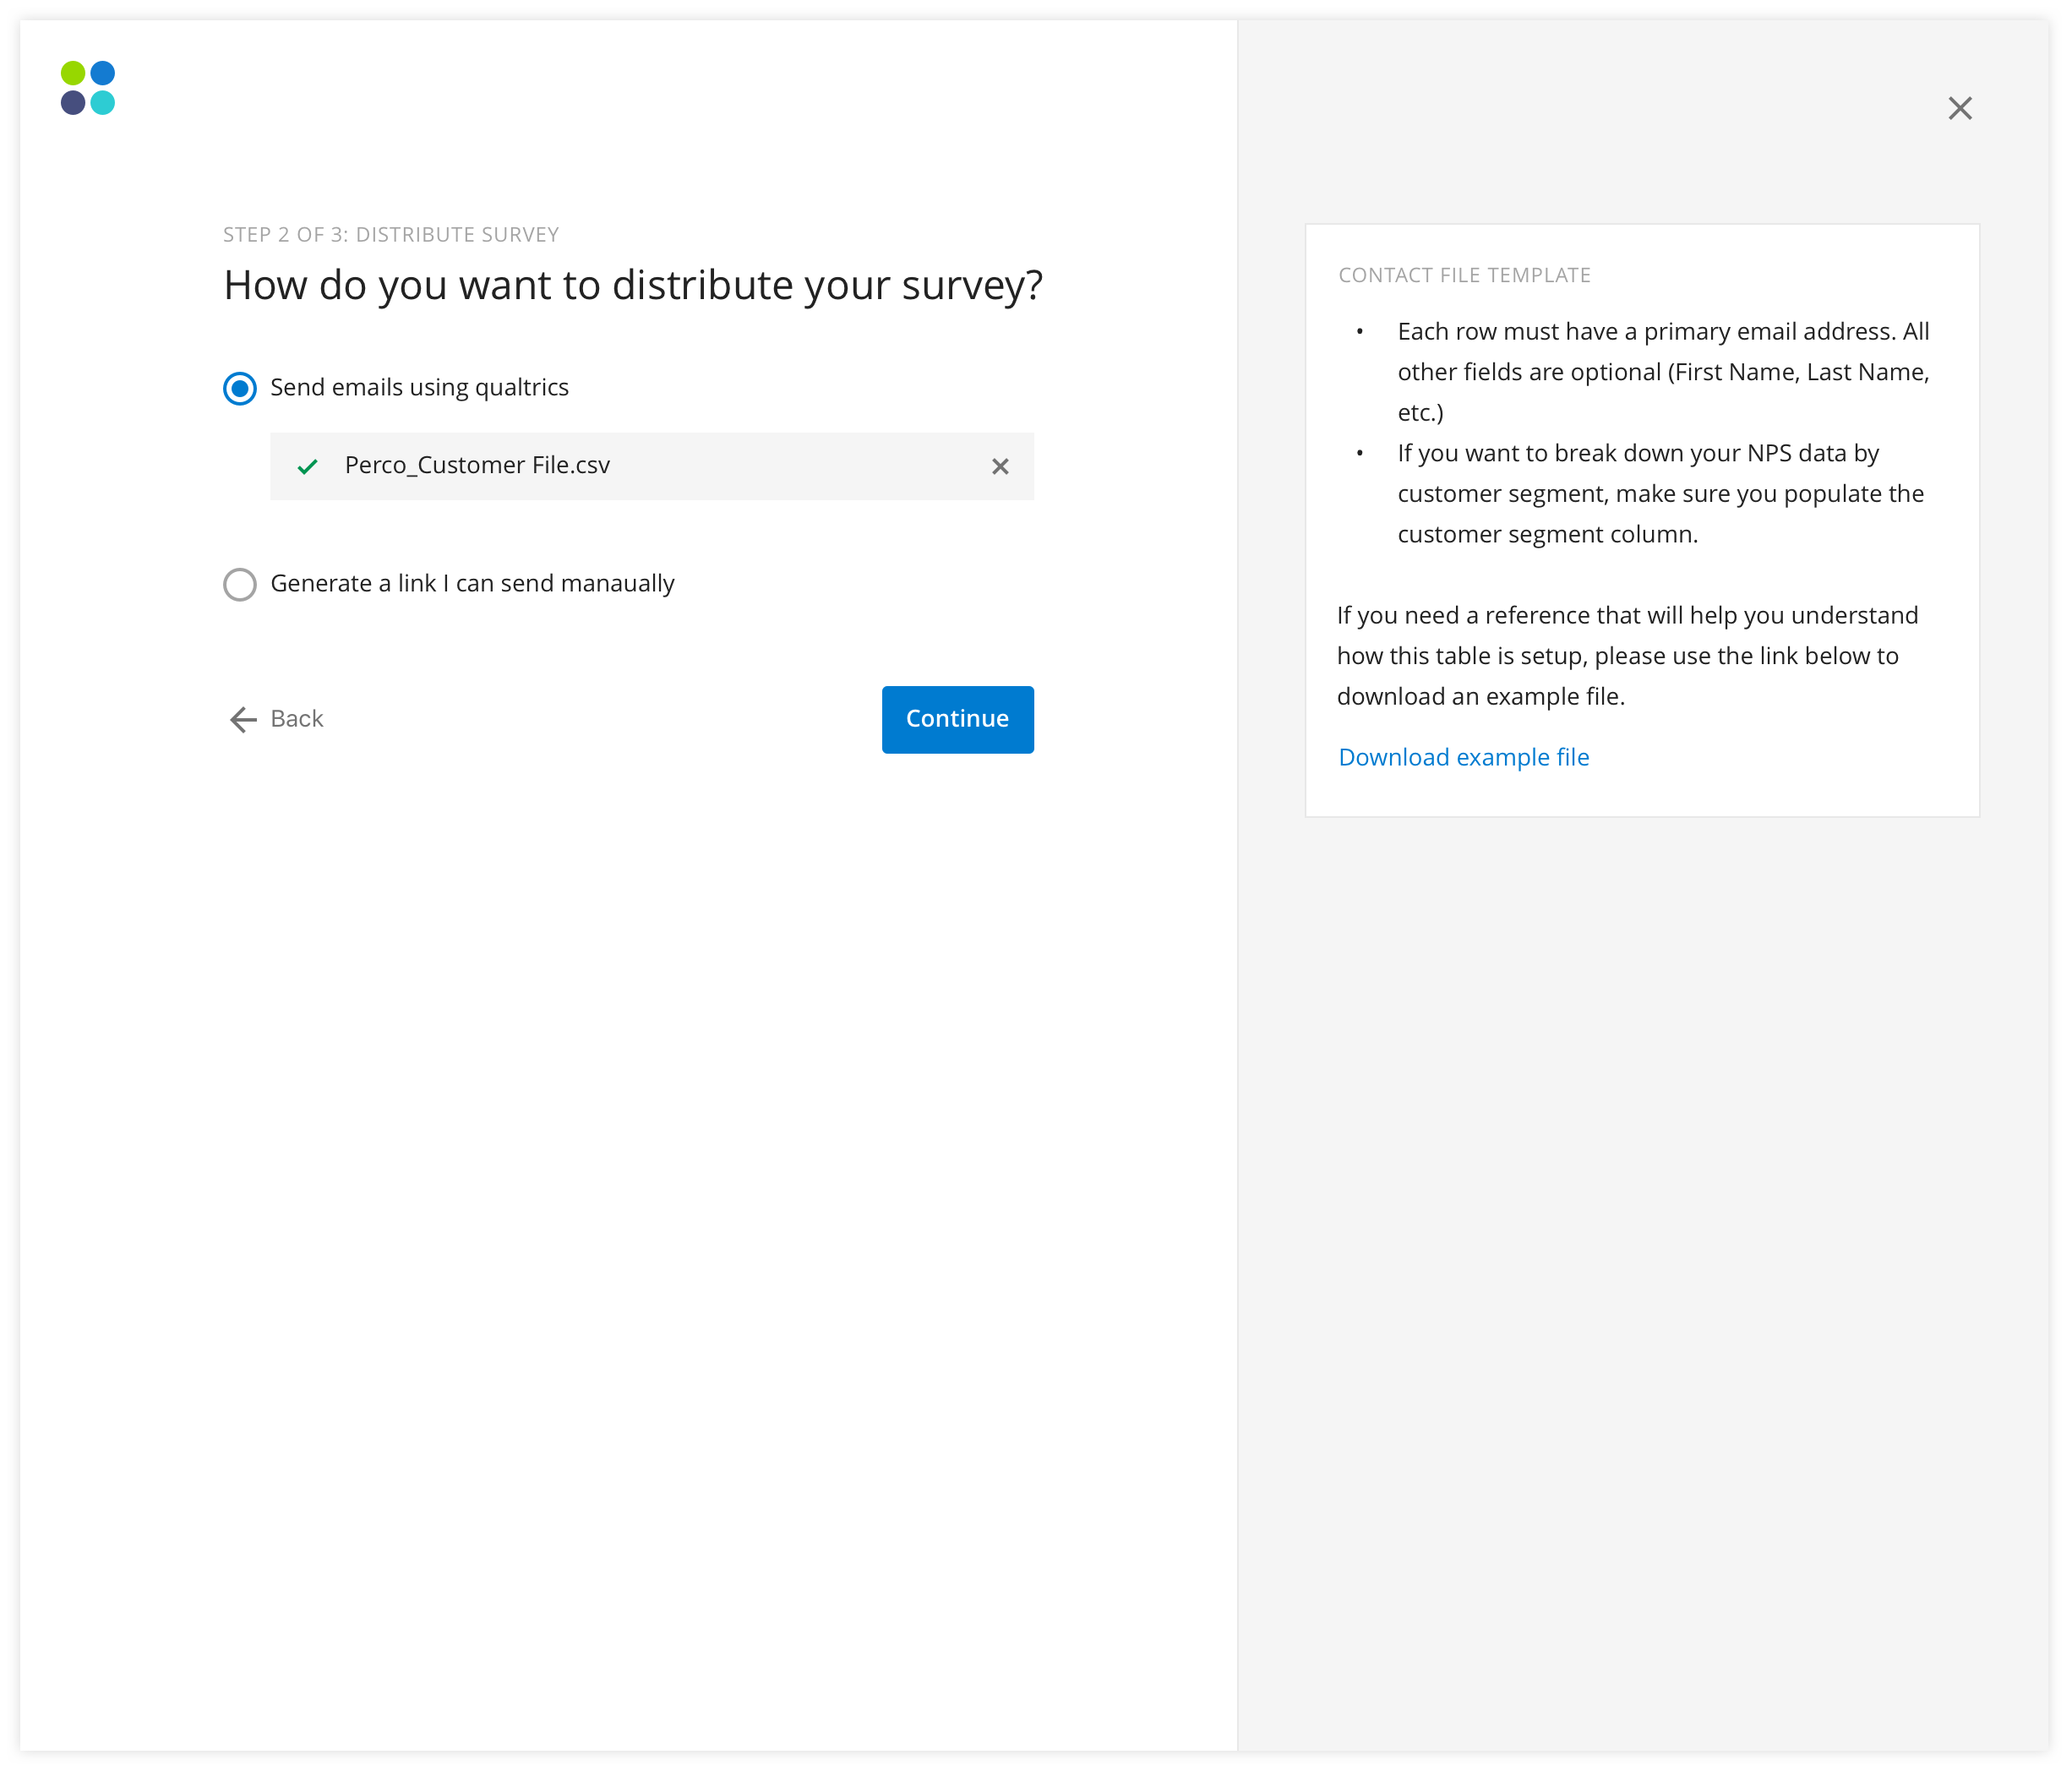 STEP 2 OF 3: DISTRIBUTE SURVEY
How do you want to distribute your survey?
Send emails using qualtrics
Perco_Customer File.csv
Generate a link I can send manaually
Back
Continue
CONTACT FILE TEMPLATE
• Each row must have a primary email address. All
other fields are optional (First Name, Last Name,
etc.)
• If you want to break down your NPS data by
customer segment, make sure you populate the
customer segment column.
If you need a reference that will help you understand
how this table is setup, please use the link below to
download an example file.
Download example file